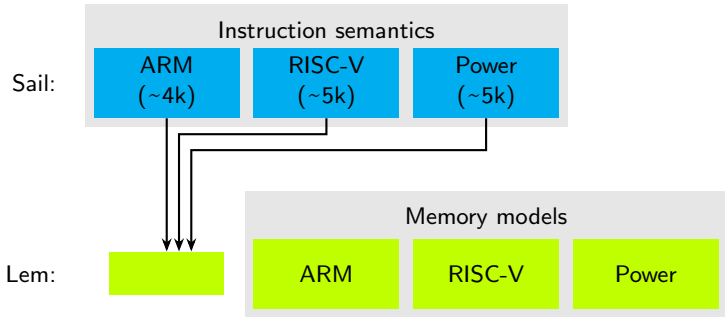 Instruction semantics
Sail:
ARM
(~4k)
RISC-V
(~5k)
Power
(~5k)
Memory models
Lem:
ARM
RISC-V
Power